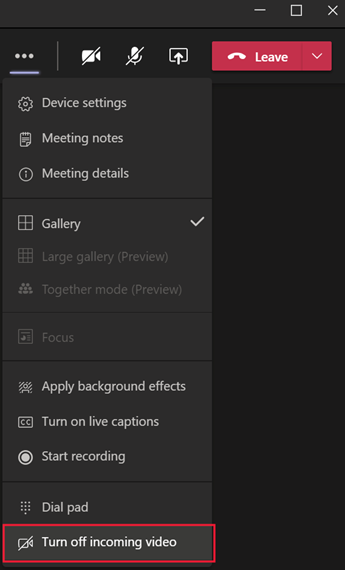 Leave
Device settings
Meeting notes
Meeting details
Gallery
Large gallery (Preview)
Together mode (Preview)
Focus
Apply background effects
CC Turn on live captions
Start recording
Dial pad
Turn off incoming video